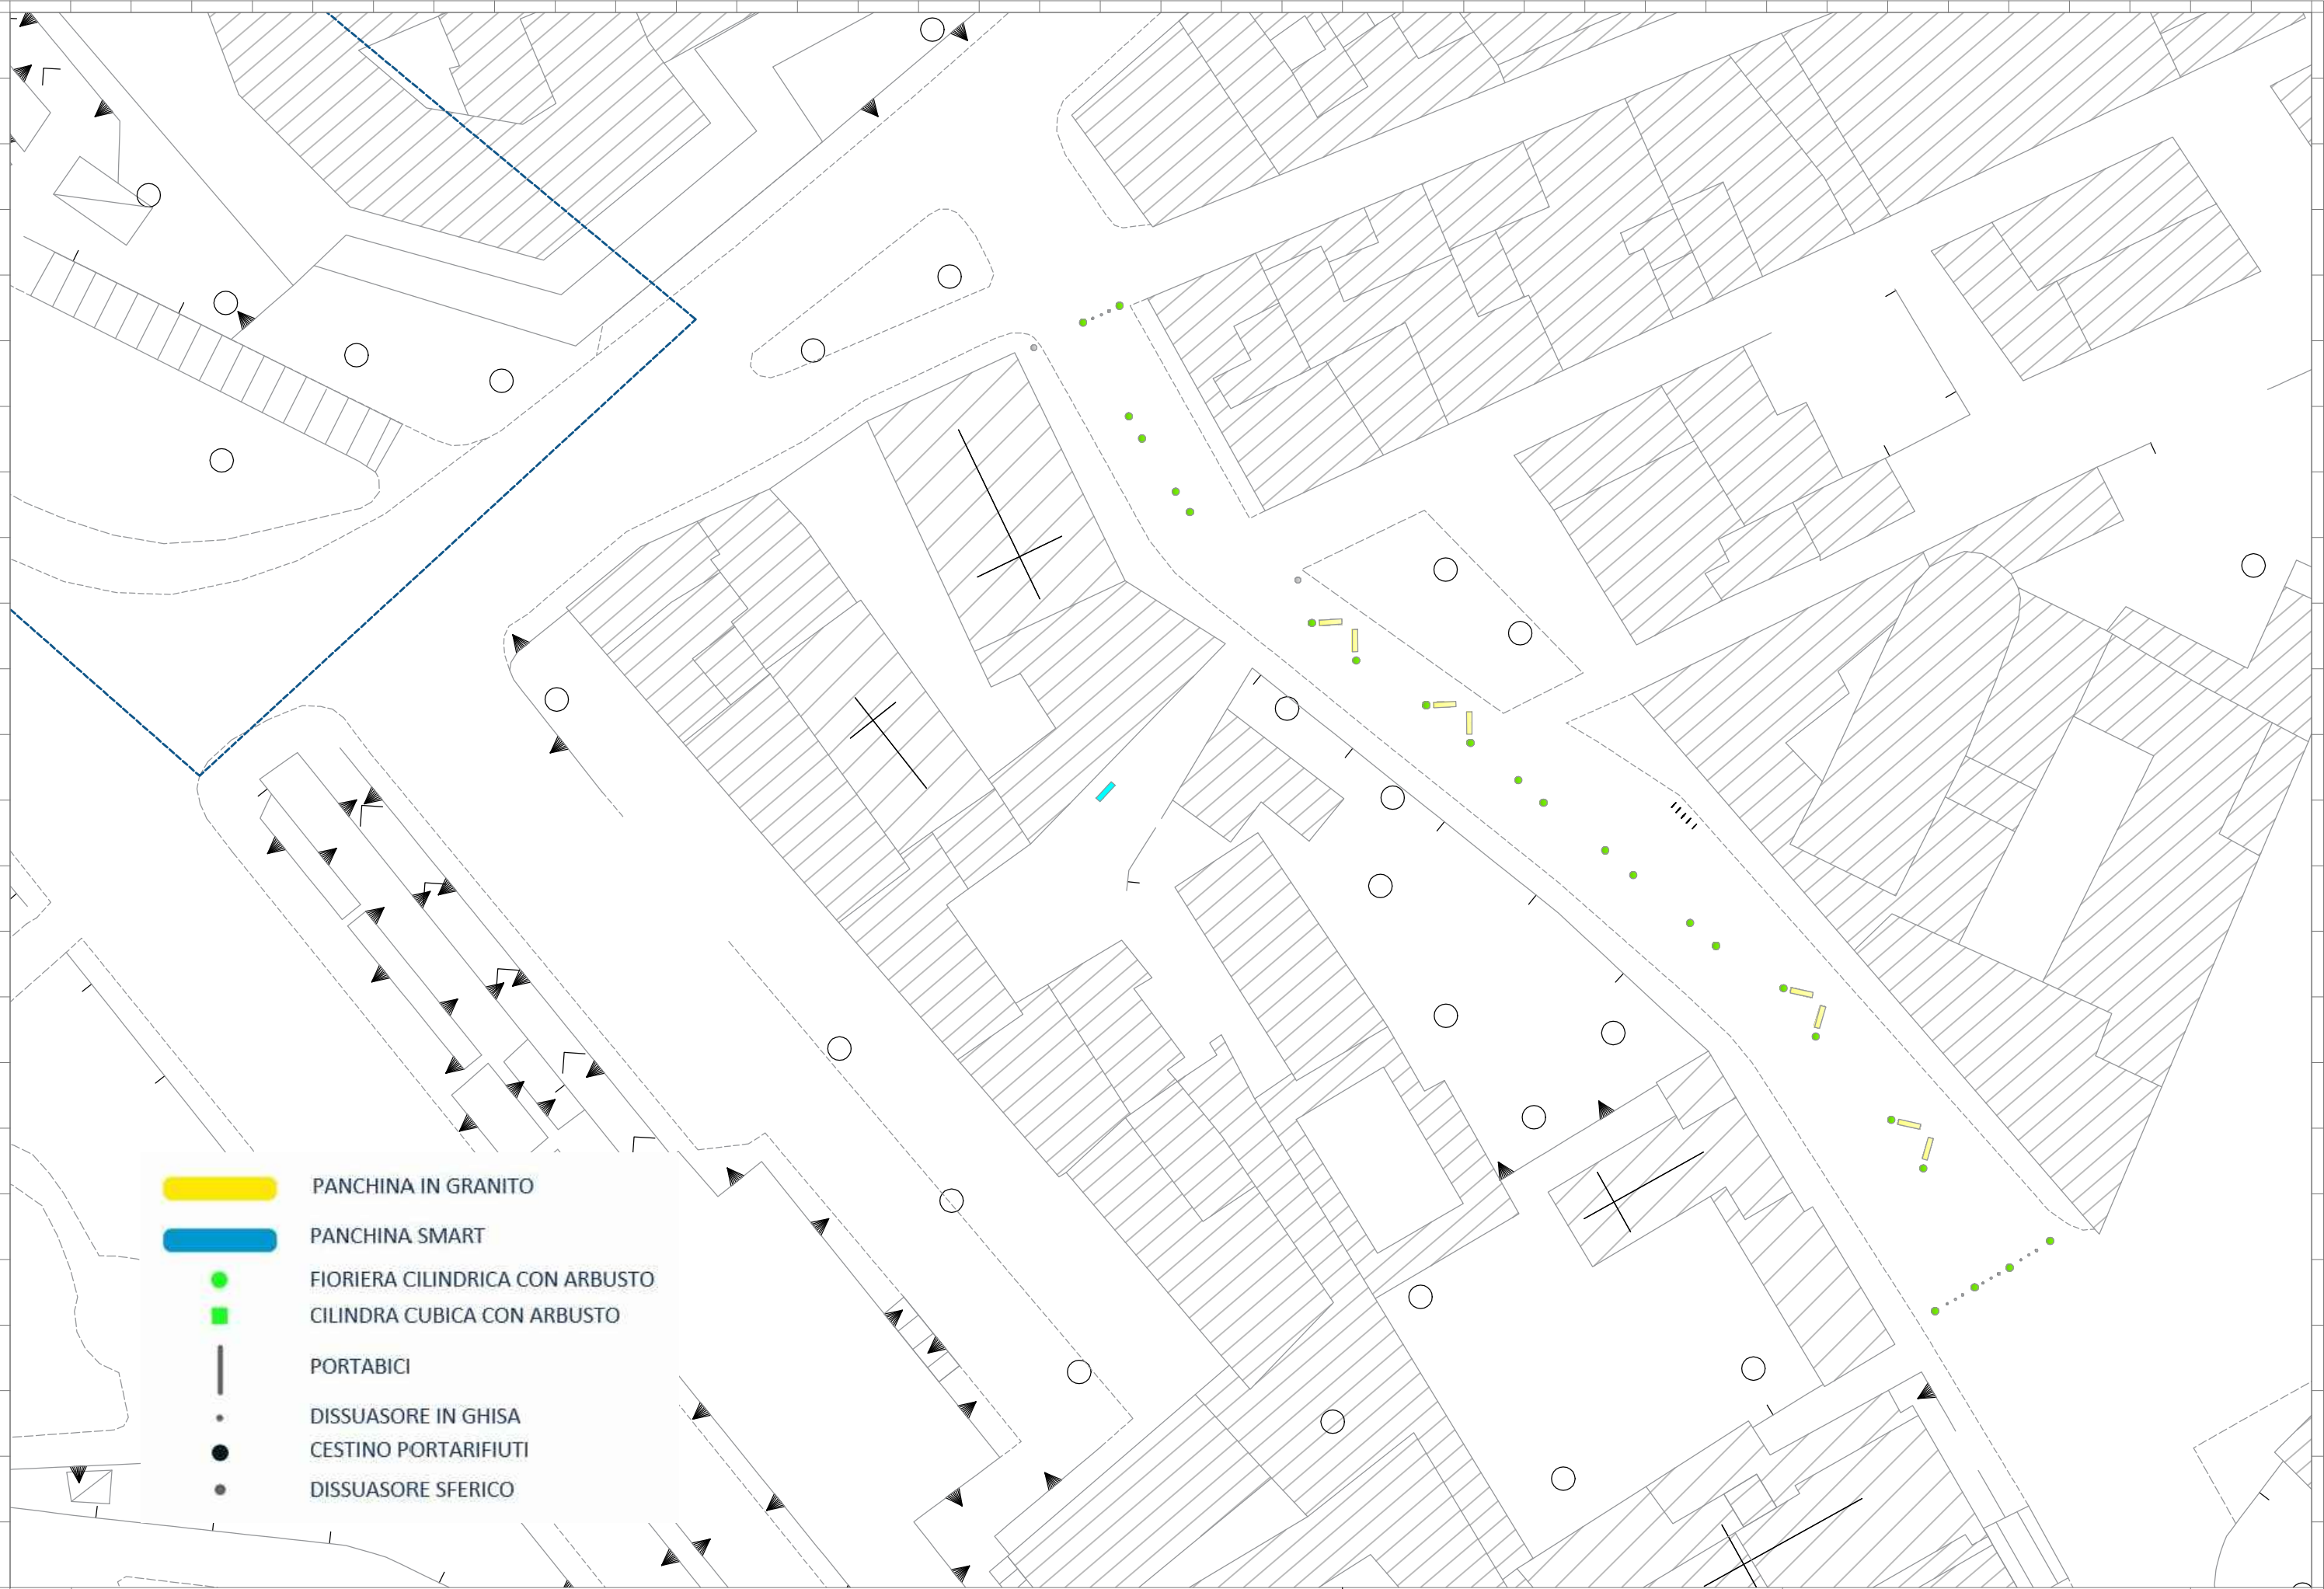 PANCHINA IN GRANITO
PANCHINA SMART
FIORIERA CILINDRICA CON ARBUSTO
CILINDRA CUBICA CON ARBUSTO
PORTABICI
DISSUASORE IN GHISA
CESTINO PORTARIFIUTI
DISSUASORE SFERICO